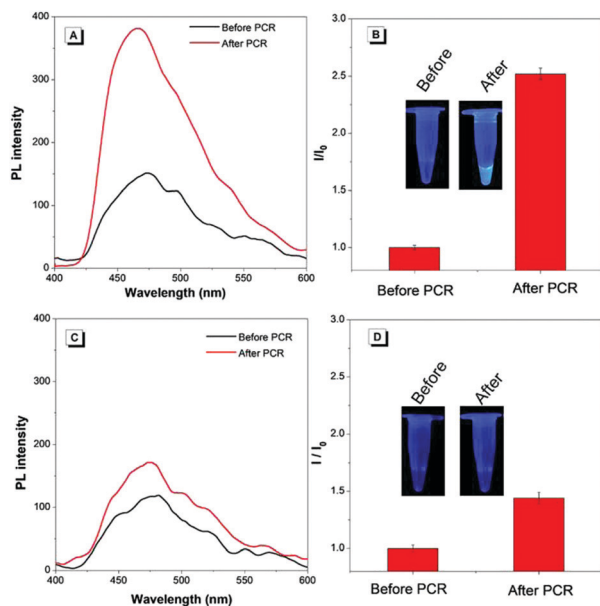 A
Before PCR
After PCR
400
300
200
100
0
PL intensity
400
450
500
550
600
Wavelength (nm)
B
Before
After
3.0
2.5
2.0
1.5
1.0
I/I0
Before PCR
After PCR
C
Before PCR
After PCR
400
300
200
100
0
PL intensity
400
450
500
550
600
Wavelength (nm)
D
Before
After
3.0
2.5
2.0
1.5
1.0
I / I0
Before PCR
After PCR